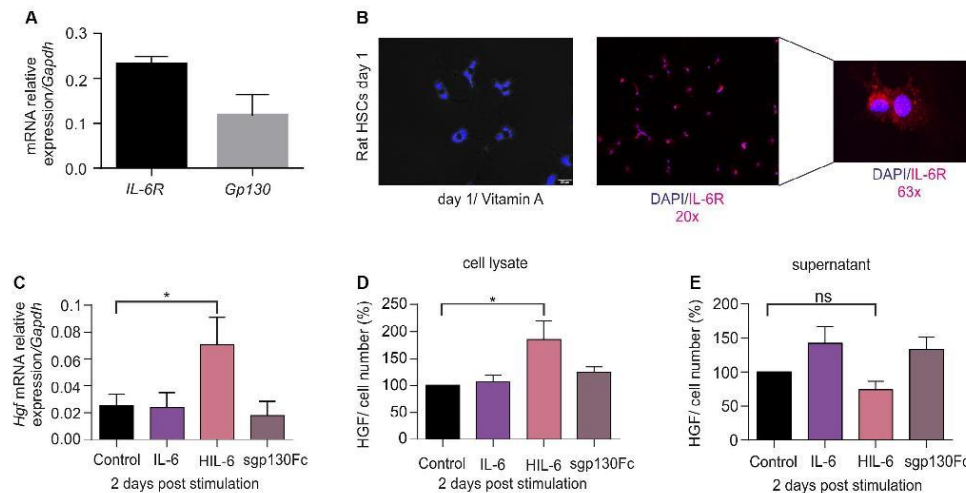 A
mRNA relative
expression/Gapdh
0.3
0.2
0.1
0.0
IL-6R
Gp130
B
Rat HSCs day 1
day 1/ Vitamin A
DAPI/IL-6R
20x
DAPI/IL-6R
63x
C
Hgf mRNA relative
expression/Gapdh
0.1
0.08
0.06
0.04
0.02
0.00
*
Control IL-6 HIL-6 sgp130Fc
2 days post stimulation
cell lysate
D
HGF/ cell number (%)
250
200
150
100
50
0
*
Control IL-6 HIL-6 sgp130Fc
2 days post stimulation
supernatant
E
HGF/ cell number (%)
200
150
100
50
0
ns
Control IL-6 HIL-6 sgp130Fc
2 days post stimulation